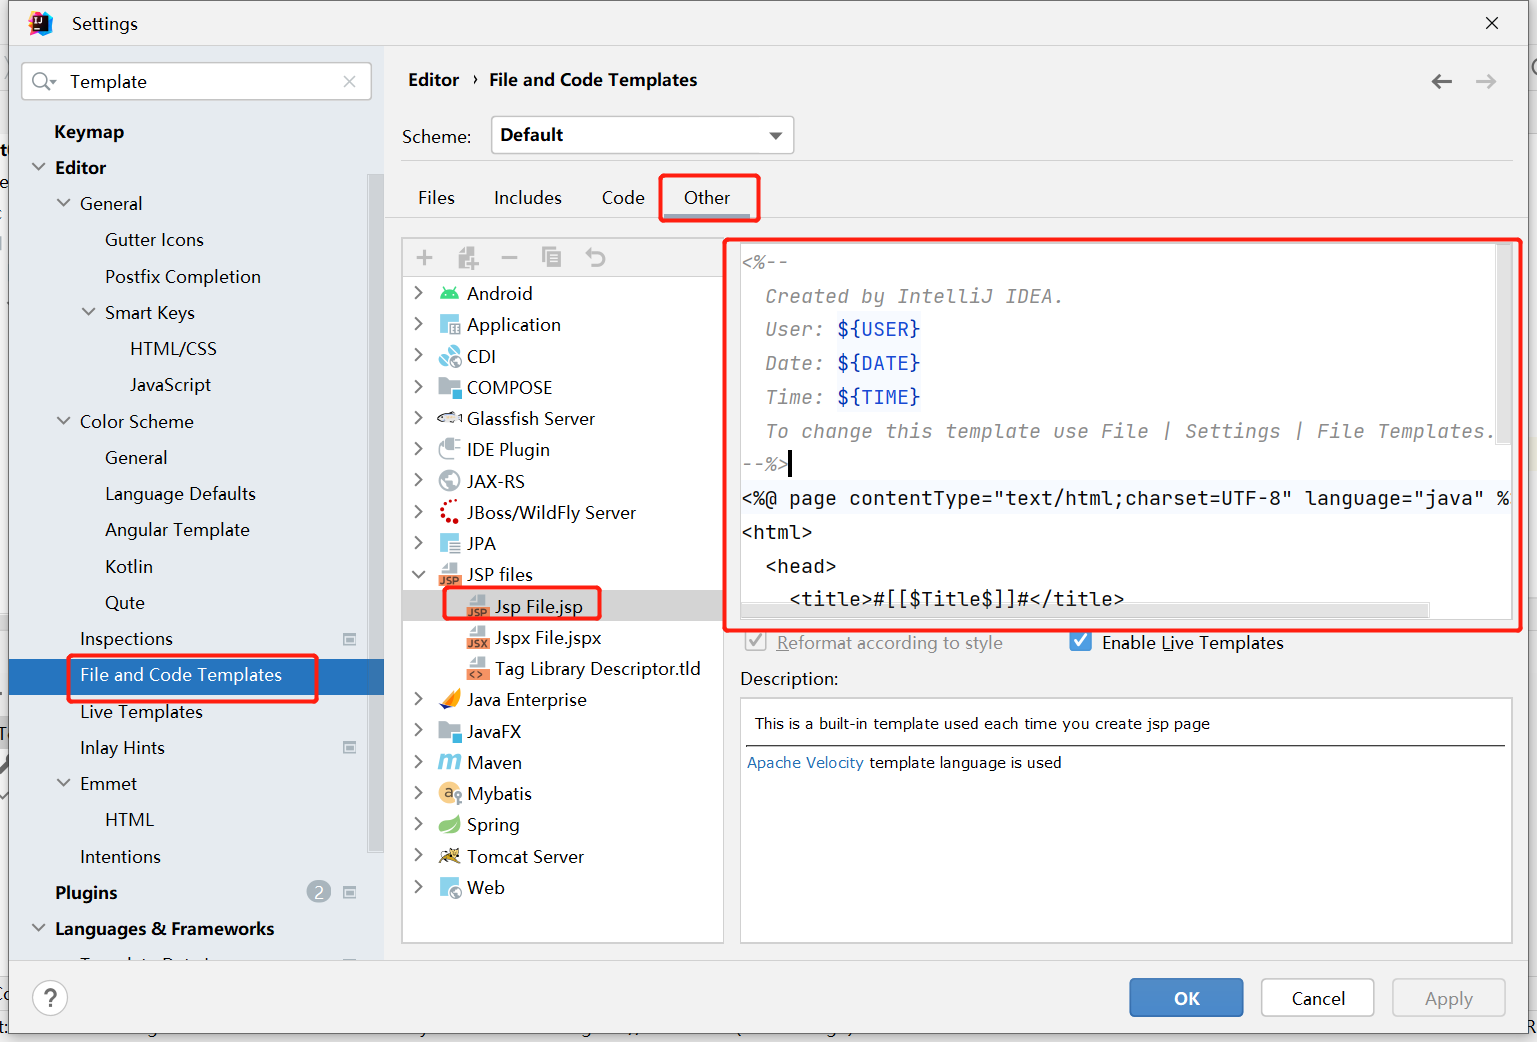 Settings
Template
Keymap
Editor
General
Gutter Icons
Postfix Completion
Smart Keys
HTML/CSS
JavaScript
Color Scheme
General
Language Defaults
Angular Template
Kotlin
Qute
Inspections
File and Code Templates
Live Templates
Inlay Hints
Emmet
HTML
Intentions
Plugins 2
Languages & Frameworks
Editor › File and Code Templates
Scheme: Default
Files Includes Code Other
Android
Application
CDI
COMPOSE
Glassfish Server
IDE Plugin
JAX-RS
JBoss/WildFly Server
JPA
JSP files
Jsp File.jsp
Jspx File.jspx
Tag Library Descriptor.tld
Java Enterprise
JavaFX
Maven
Mybatis
Spring
Tomcat Server
Web
<%--
Created by IntelliJ IDEA.
User: ${USER}
Date: ${DATE}
Time: ${TIME}
To change this template use File | Settings | File Templates.
--%>
<%@ page contentType="text/html;charset=UTF-8" language="java" %
<html>
<head>
<title>#[[$Title$]]#</title>
Reformat according to style Enable Live Templates
Description:
This is a built-in template used each time you create jsp page
Apache Velocity template language is used
? OK Cancel Apply